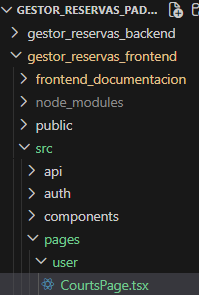 GESTOR_RESERVAS_PAD...
gestor_reservas_backend
gestor_reservas_frontend
frontend_documentacion
node_modules
public
src
api
auth
components
pages
user
CourtsPage.tsx